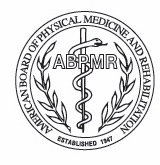 AMERICAN BOARD OF PHYSICAL MEDICINE AND REHABILITATION
ABPMR
ESTABLISHED 1947